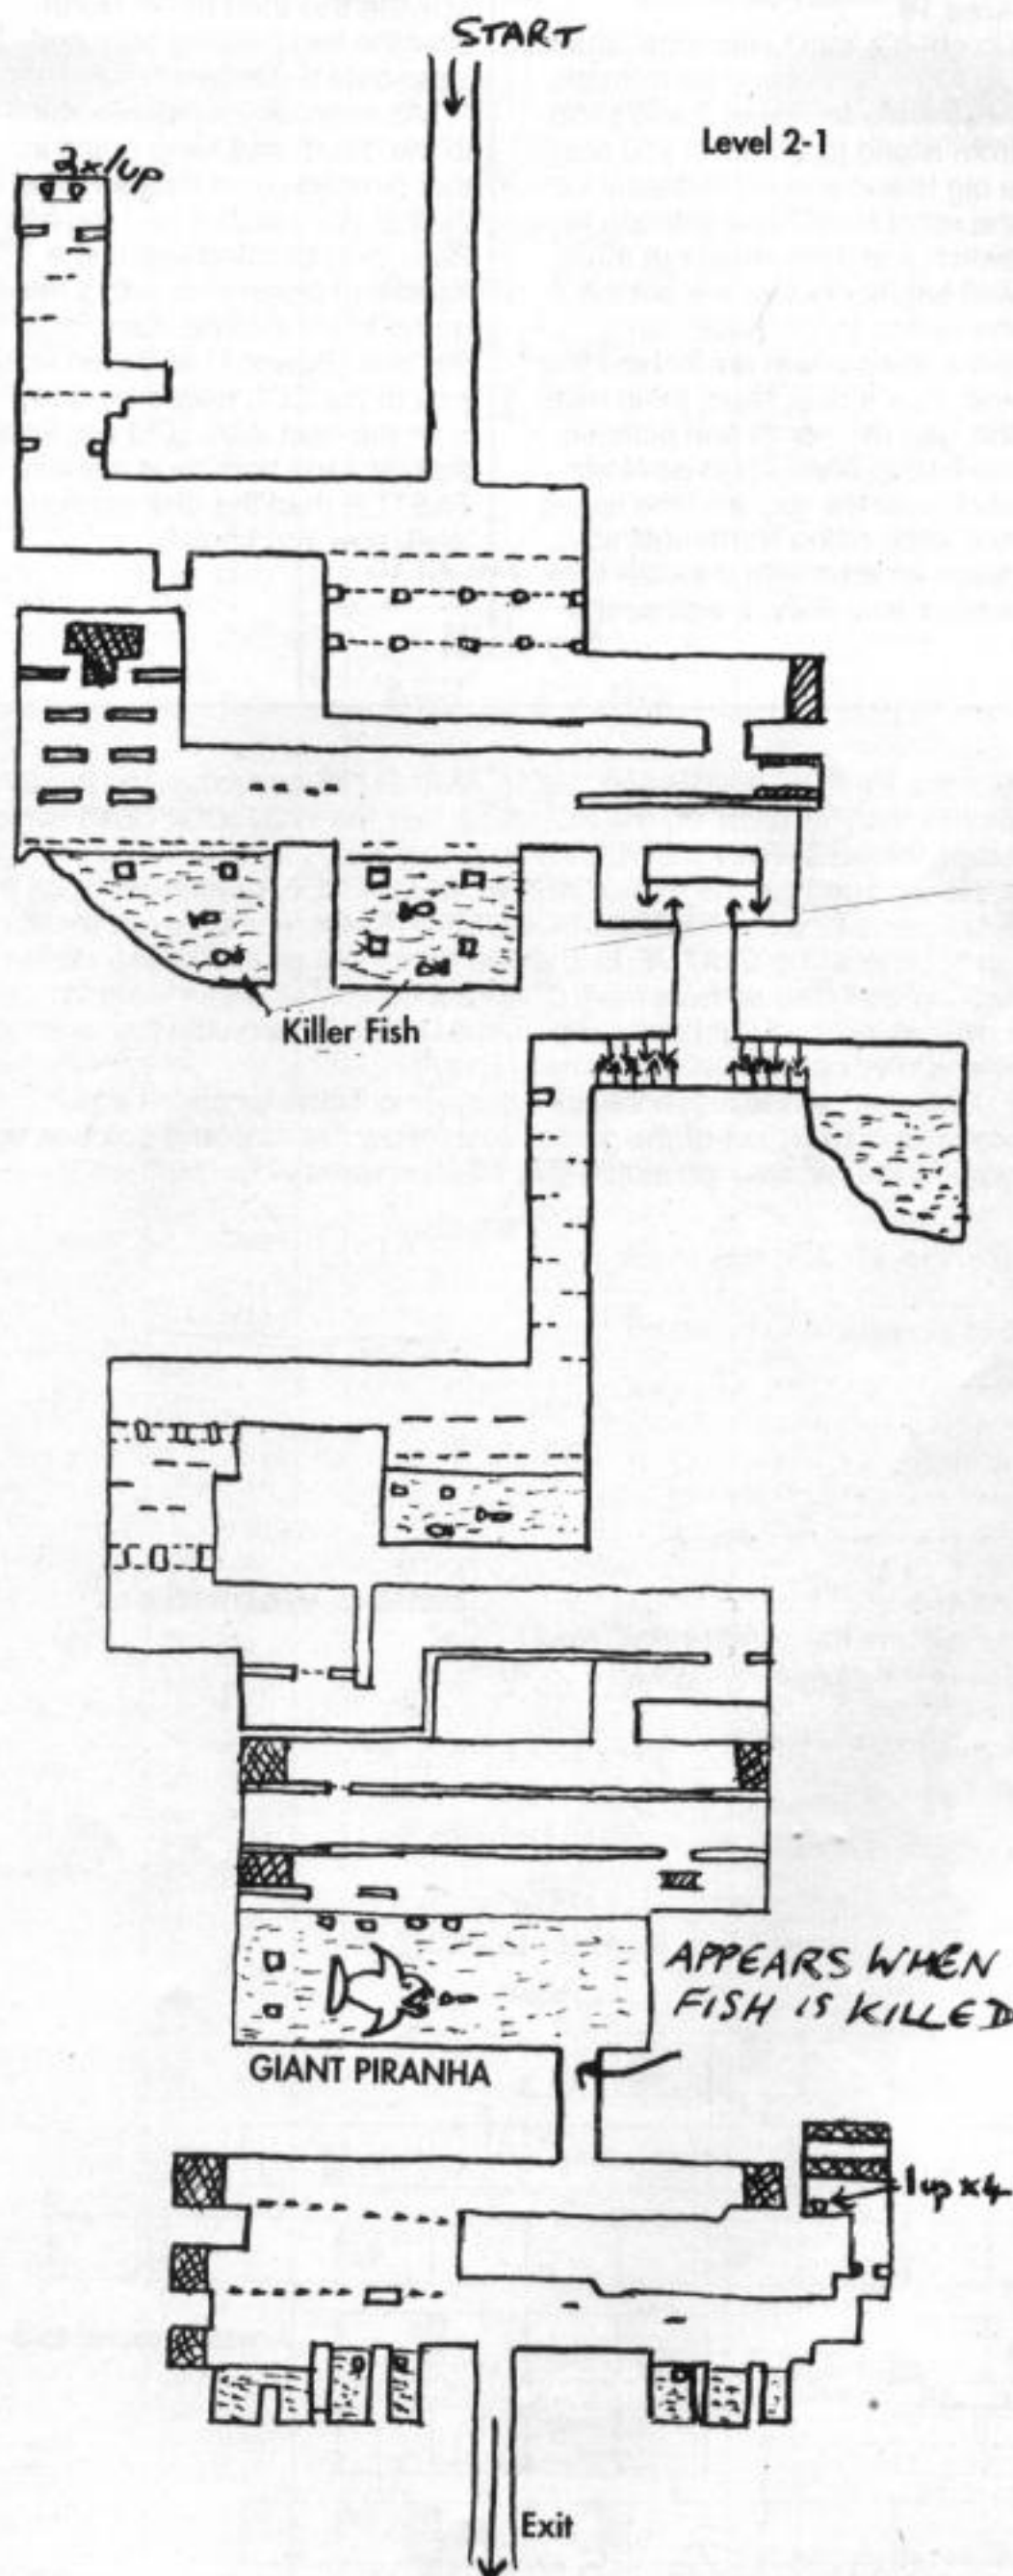 START
Level 2-1
2x1up
Killer Fish
APPEARS WHEN
FISH IS KILLED
GIANT PIRANHA
1up x4
Exit